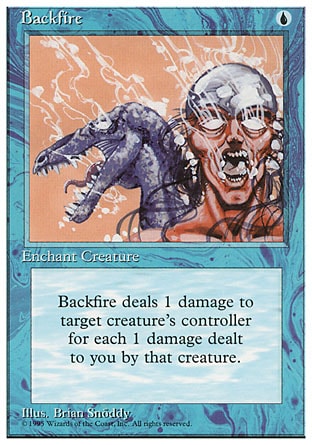 Backfire
Enchant Creature
Backfire deals 1 damage to
target creature's controller
for each 1 damage dealt
to you by that creature.
Illus. Brian Snoddy
© 1995 Wizards of the Coast, Inc. All rights reserved.